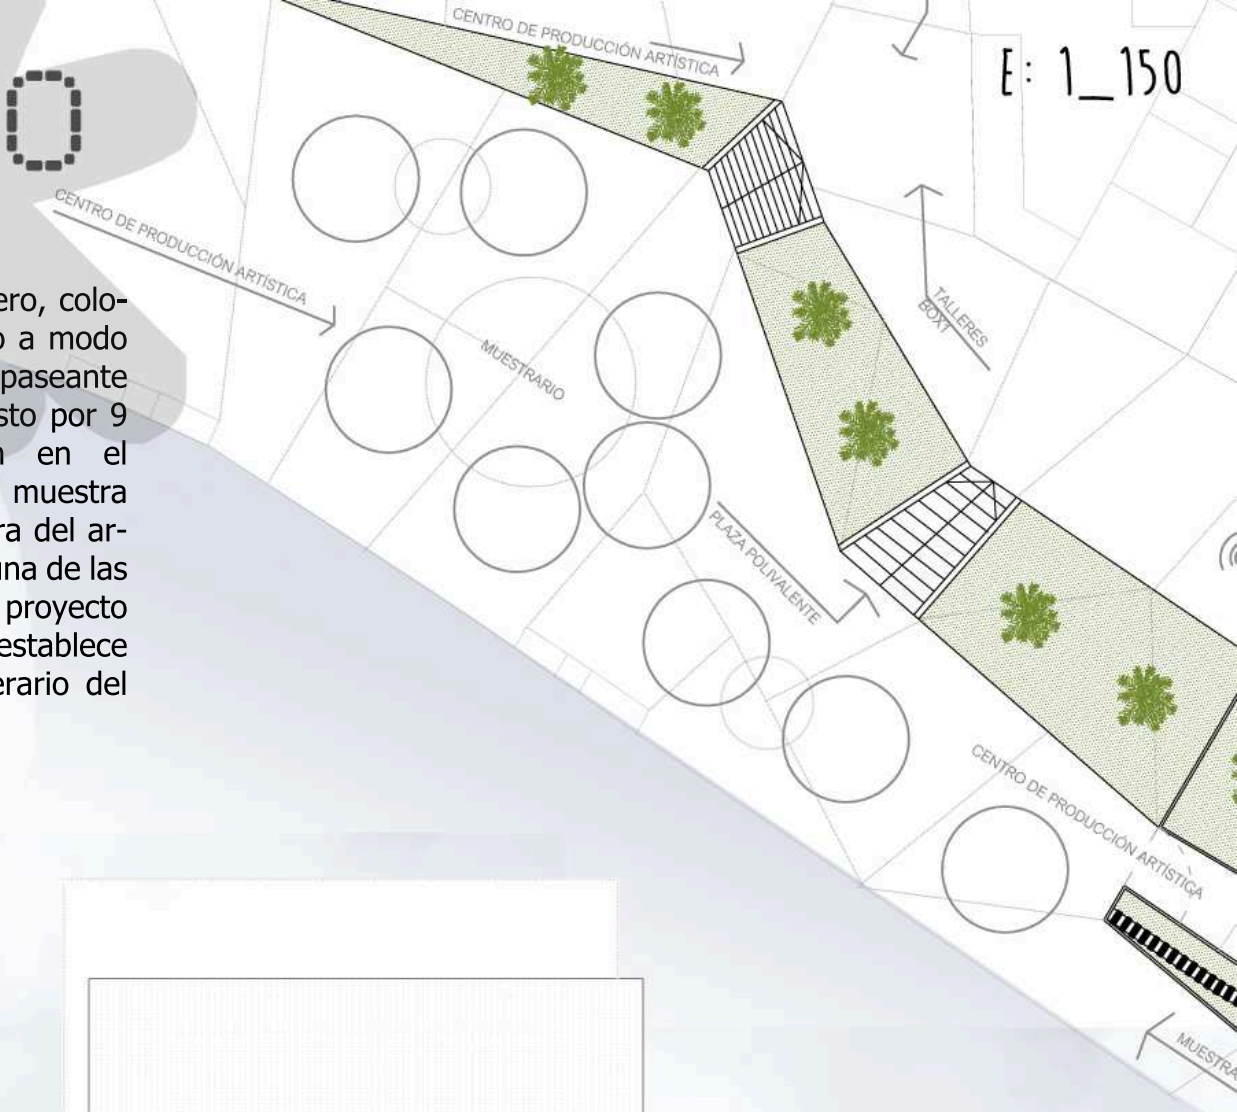 CENTRO DE PRODUCCIÓN ARTÍSTICA
E: 1_150
0
CENTRO DE PRODUCCIÓN ARTÍSTICA
ero, colo-
o a modo
paseante
sto por 9
en el
muestra
ra del ar-
una de las
proyecto
establece
erario del
MUESTRARIO
TALLERES
BOX1
PLAZA POLIVALENTE
CENTRO DE PRODUCCIÓN ARTÍSTICA
MUESTRA